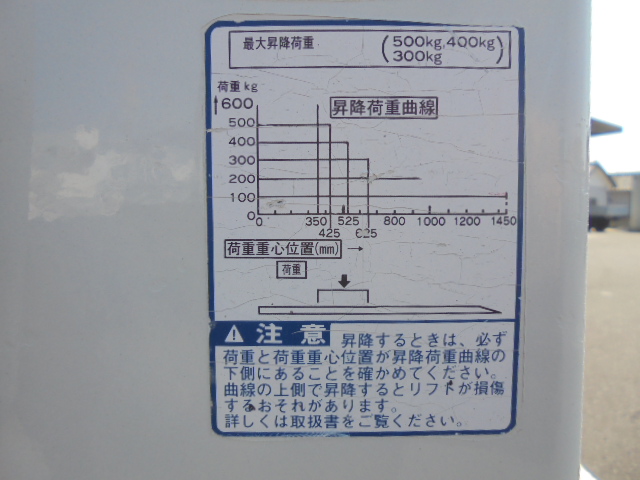 最大昇降荷重 (500kg,400kg 300kg)
荷重kg
昇降荷重曲線
600
500
400
300
200
100
0
0 350 525 800 1000 1200 1450
425 625
荷重重心位置(mm) →
荷重
⚠注意 昇降するときは、必ず
荷重と荷重重心位置が昇降荷重曲線の
下側にあることを確かめてください。
曲線の上側で昇降するとリフトが損傷
するおそれがあります。
詳しくは取扱書をご覧ください。